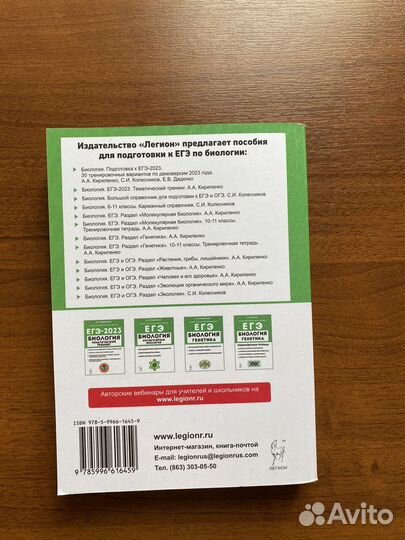 Издательство «Легион» предлагает пособия
для подготовки к ЕГЭ по биологии:
Биология. Подготовка к ЕГЭ-2023.
30 тренировочных вариантов по демоверсии 2023 года.
А.А. Кириленко, С.И. Колесников, Е.В. Даденко
Биология. ЕГЭ-2023. Тематический тренинг. А.А. Кириленко
Биология. Большой справочник для подготовки к ЕГЭ и ОГЭ. С.И. Колесников
Биология. 6-11 классы. Карманный справочник. С.И. Колесников
Биология. ЕГЭ. Раздел «Молекулярная биология». А.А. Кириленко
Биология. ЕГЭ. Раздел «Молекулярная биология». 10-11 классы.
Тренировочная тетрадь. А.А. Кириленко
Биология. ЕГЭ. Раздел «Генетика». А.А. Кириленко
Биология. ЕГЭ. Раздел «Генетика». 10-11 классы. Тренировочная тетрадь.
А.А. Кириленко
Биология. ЕГЭ и ОГЭ. Раздел «Растения, грибы, лишайники». А.А. Кириленко
Биология. ЕГЭ и ОГЭ. Раздел «Животные». А.А. Кириленко
Биология. ЕГЭ и ОГЭ. Раздел «Человек и его здоровье». А.А. Кириленко
Биология. ЕГЭ и ОГЭ. Раздел «Эволюция органического мира». А.А. Кириленко
Биология. ЕГЭ и ОГЭ. Раздел «Экология». С.И. Колесников
ЕГЭ-2023
БИОЛОГИЯ
ТЕМАТИЧЕСКИЙ
ТРЕНИНГ
ЕГЭ
БИОЛОГИЯ
МОЛЕКУЛЯРНАЯ
БИОЛОГИЯ
ЕГЭ
БИОЛОГИЯ
ГЕНЕТИКА
ЕГЭ
БИОЛОГИЯ
ГЕНЕТИКА
Авторские вебинары для учителей и школьников на
www.legionr.ru
ISBN 978-5-9966-1645-9
9 785996 616459
www.legionr.ru
Интернет-магазин, книга-почтой
E-mail: legionrus@legionrus.com
Тел. (863) 303-05-50
ЛЕГИОН
Avito